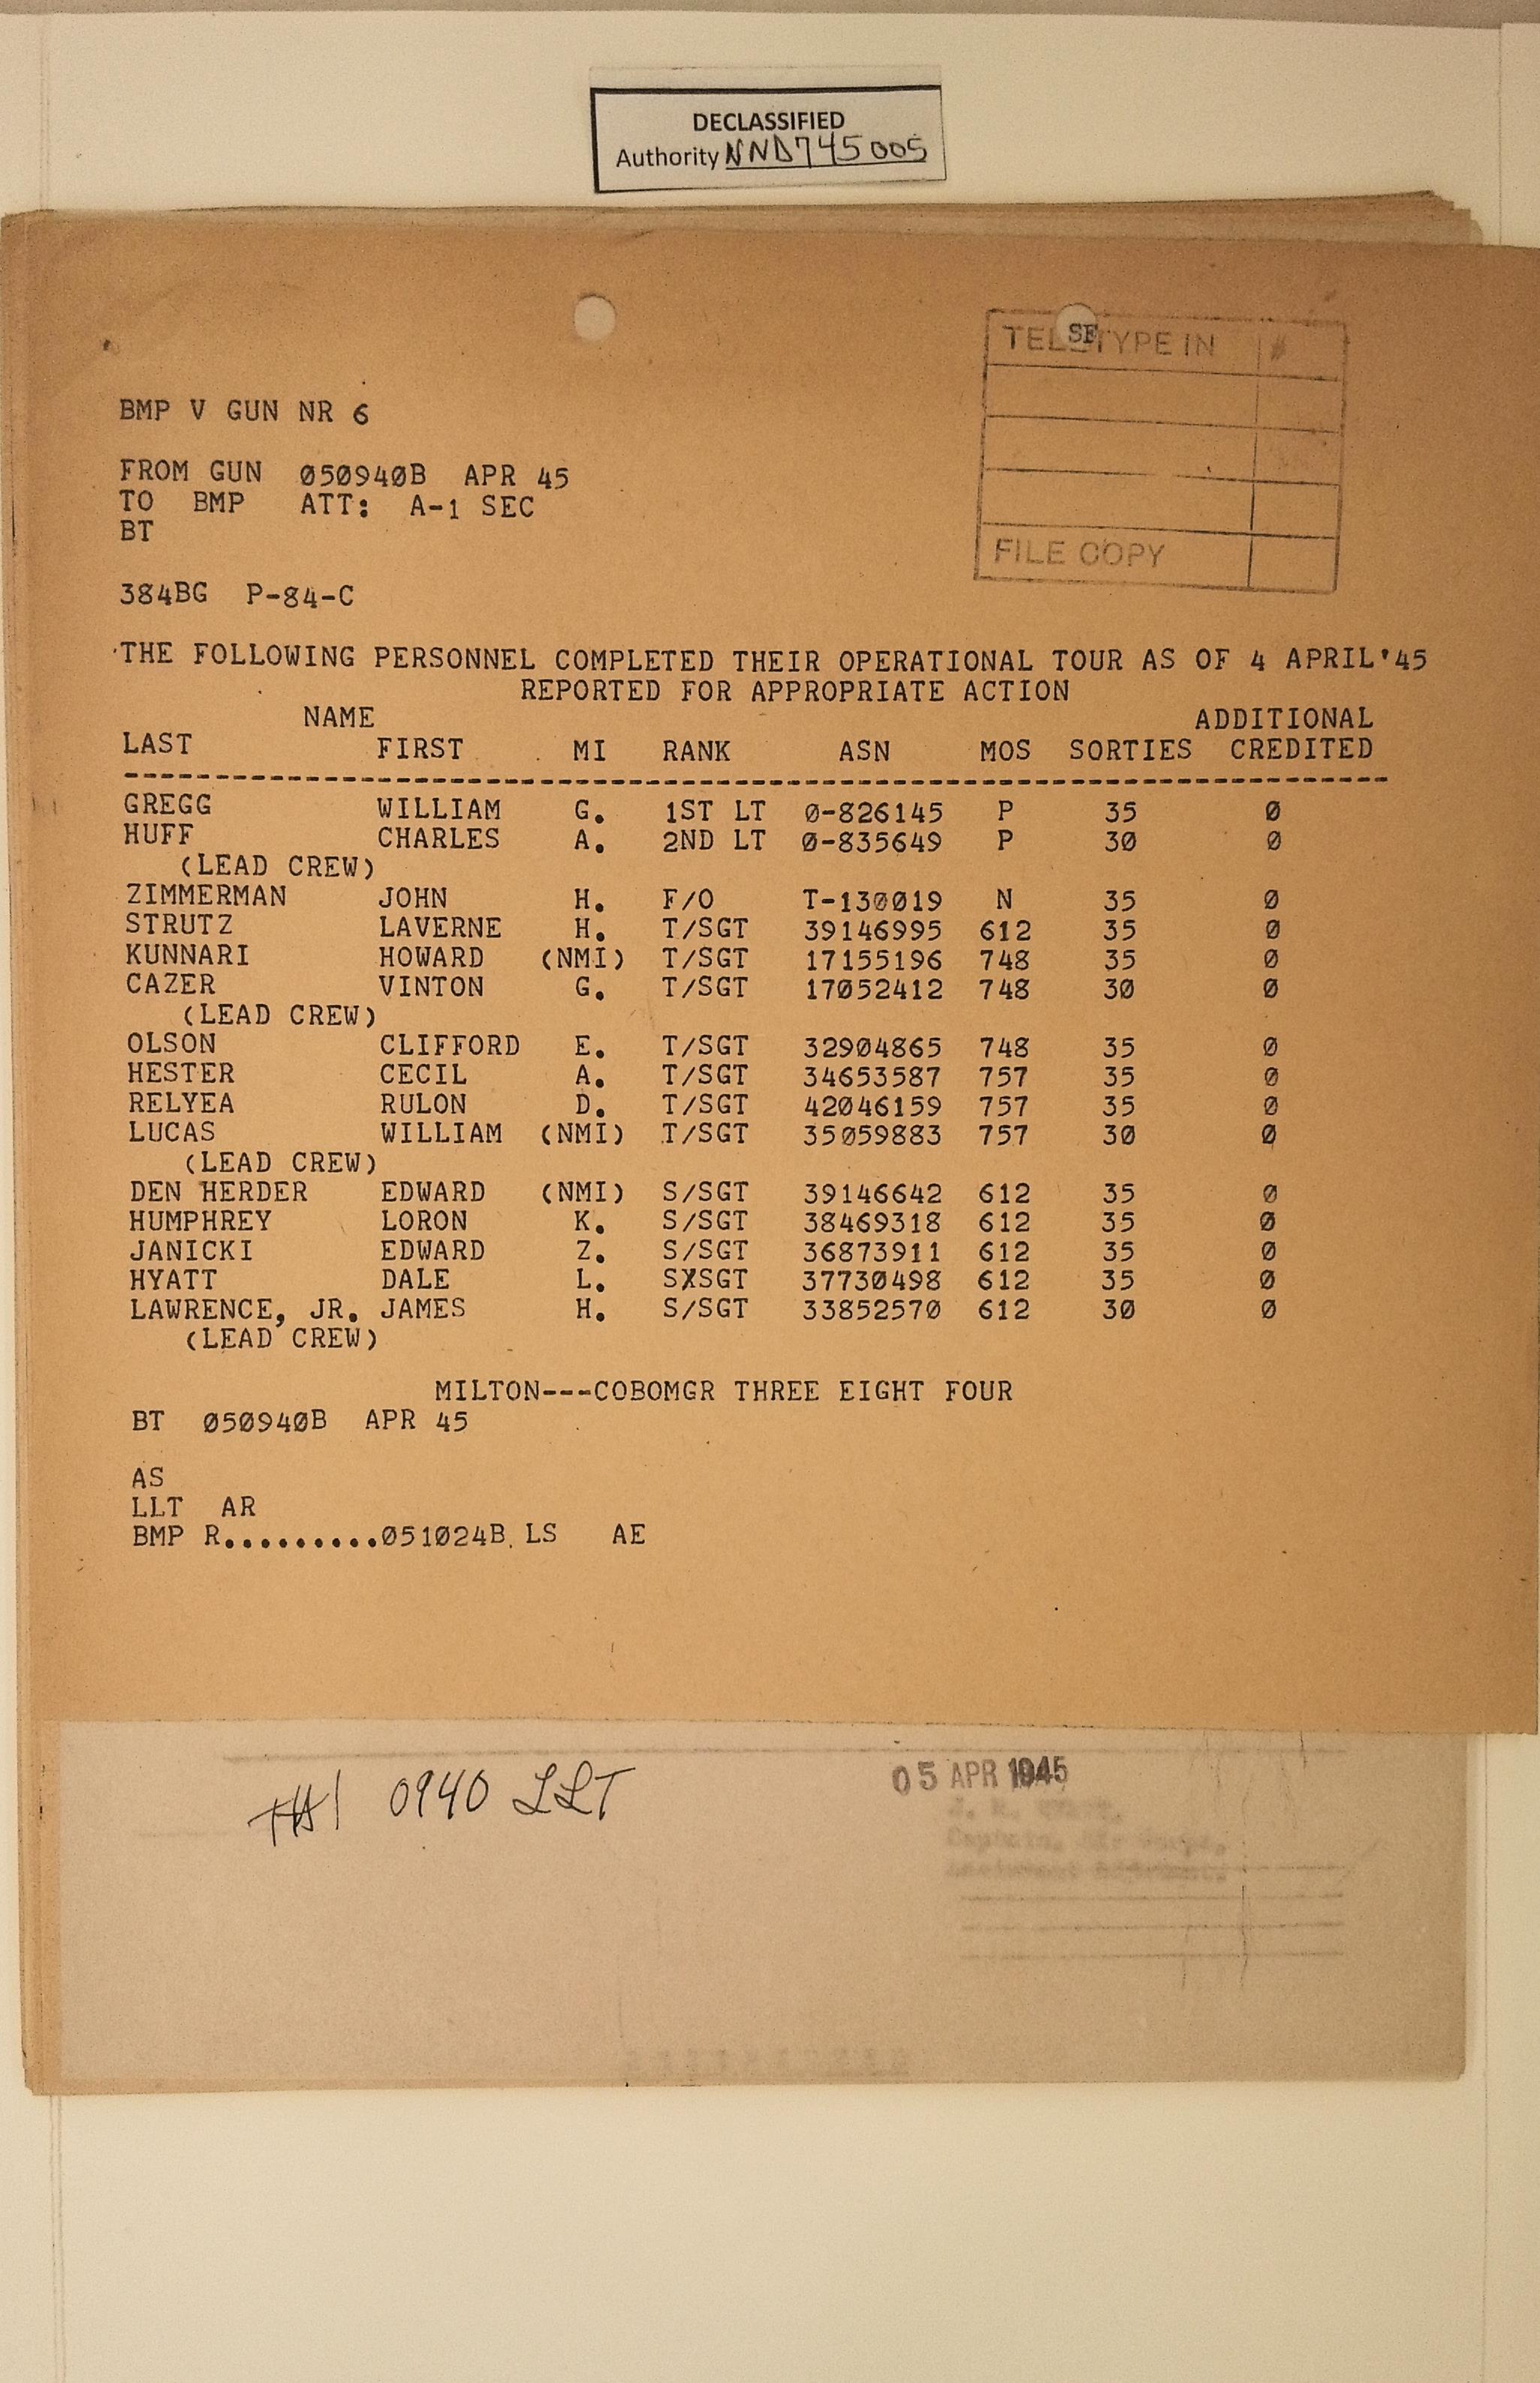 DECLASSIFIED
Authority NND745005
TELETYPE IN #
SE
FILE COPY
BMP V GUN NR 6
FROM GUN 050940B APR 45
TO BMP ATT: A-1 SEC
BT
384BG P-84-C
THE FOLLOWING PERSONNEL COMPLETED THEIR OPERATIONAL TOUR AS OF 4 APRIL'45
REPORTED FOR APPROPRIATE ACTION
NAME ADDITIONAL
LAST FIRST MI RANK ASN MOS SORTIES CREDITED
----------------------------------------------------------------------
GREGG WILLIAM G. 1ST LT 0-826145 P 35 0
HUFF CHARLES A. 2ND LT 0-835649 P 30 0
(LEAD CREW)
ZIMMERMAN JOHN H. F/O T-130019 N 35 0
STRUTZ LAVERNE H. T/SGT 39146995 612 35 0
KUNNARI HOWARD (NMI) T/SGT 17155196 748 35 0
CAZER VINTON G. T/SGT 17052412 748 30 0
(LEAD CREW)
OLSON CLIFFORD E. T/SGT 32904865 748 35 0
HESTER CECIL A. T/SGT 34653587 757 35 0
RELYEA RULON D. T/SGT 42046159 757 35 0
LUCAS WILLIAM (NMI) T/SGT 35059883 757 30 0
(LEAD CREW)
DEN HERDER EDWARD (NMI) S/SGT 39146642 612 35 0
HUMPHREY LORON K. S/SGT 38469318 612 35 0
JANICKI EDWARD Z. S/SGT 36873911 612 35 0
HYATT DALE L. SXSGT 37730498 612 35 0
LAWRENCE, JR. JAMES H. S/SGT 33852570 612 30 0
(LEAD CREW)
MILTON---COBOMGR THREE EIGHT FOUR
BT 050940B APR 45
AS
LLT AR
BMP R..........051024B. LS AE
0940 LLT
05 APR 1945